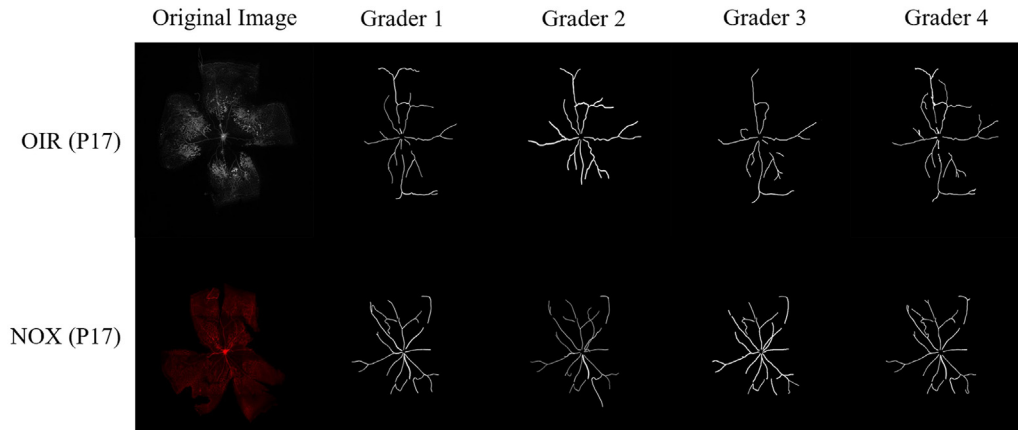 Original Image Grader 1 Grader 2 Grader 3 Grader 4
OIR (P17)
NOX (P17)